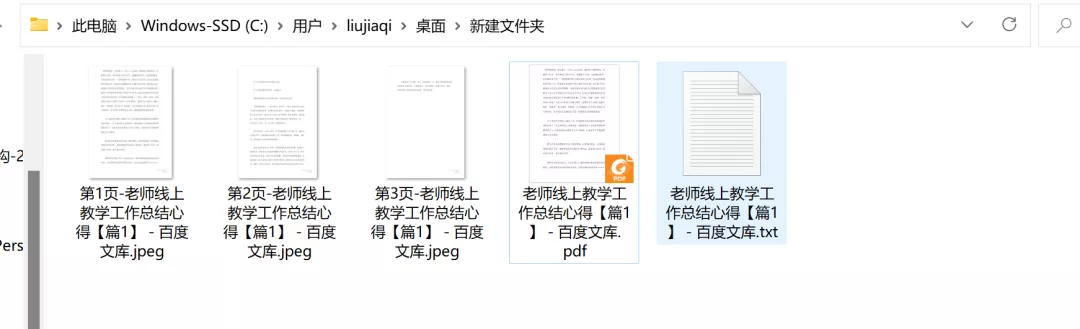 此电脑 > Windows-SSD (C:) > 用户 > liujiaqi > 桌面 > 新建文件夹
第1页-老师线上
教学工作总结心
得【篇1】 - 百度
文库.jpeg
第2页-老师线上
教学工作总结心
得【篇1】 - 百度
文库.jpeg
第3页-老师线上
教学工作总结心
得【篇1】 - 百度
文库.jpeg
PDF
老师线上教学工
作总结心得【篇1
】 - 百度文库.
pdf
老师线上教学工
作总结心得【篇1
】 - 百度文库.txt
勾-2
Pers